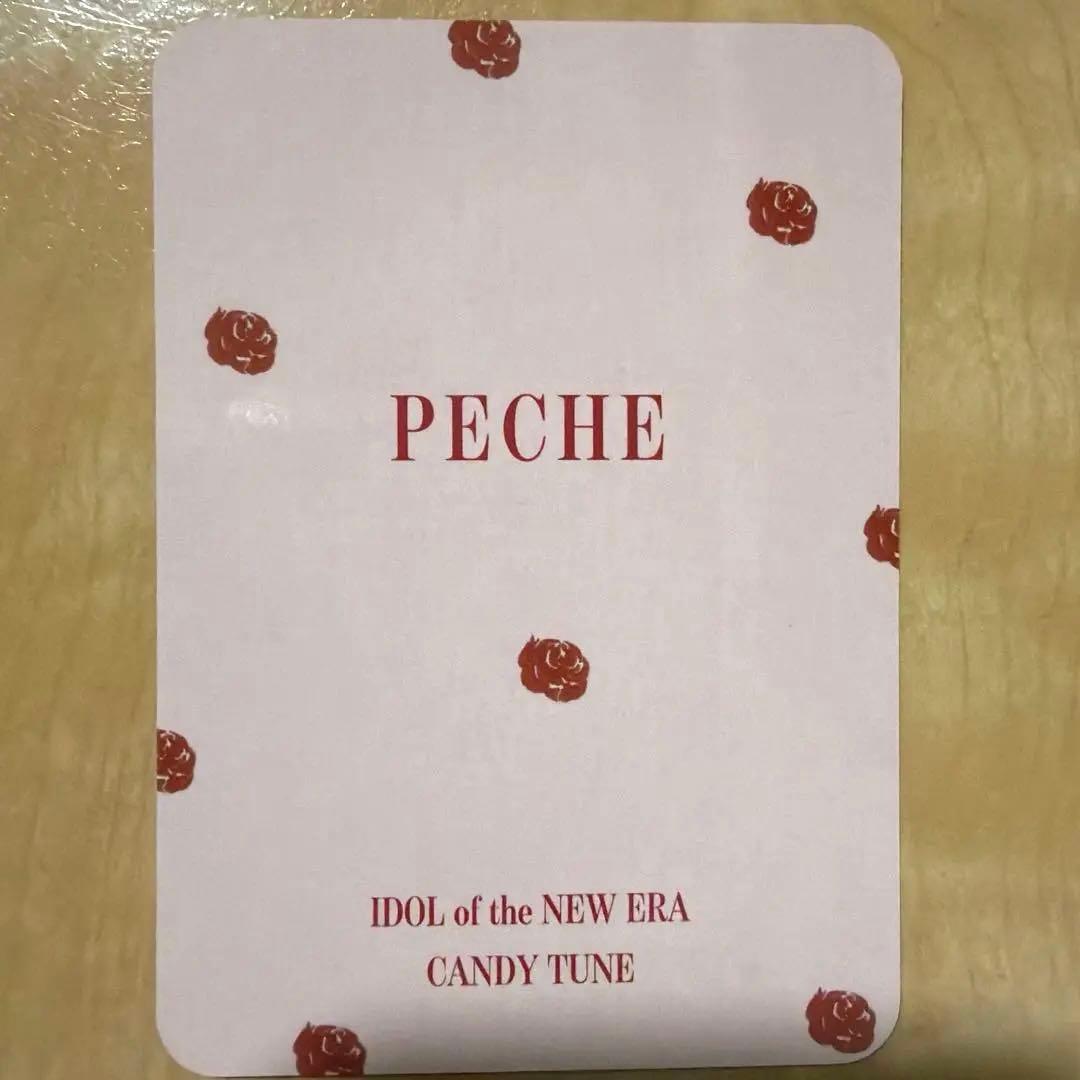 PECHE
IDOL of the NEW ERA
CANDY TUNE